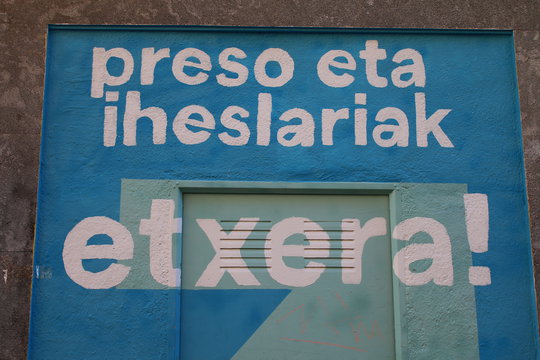 preso eta
iheslariak
etxera!